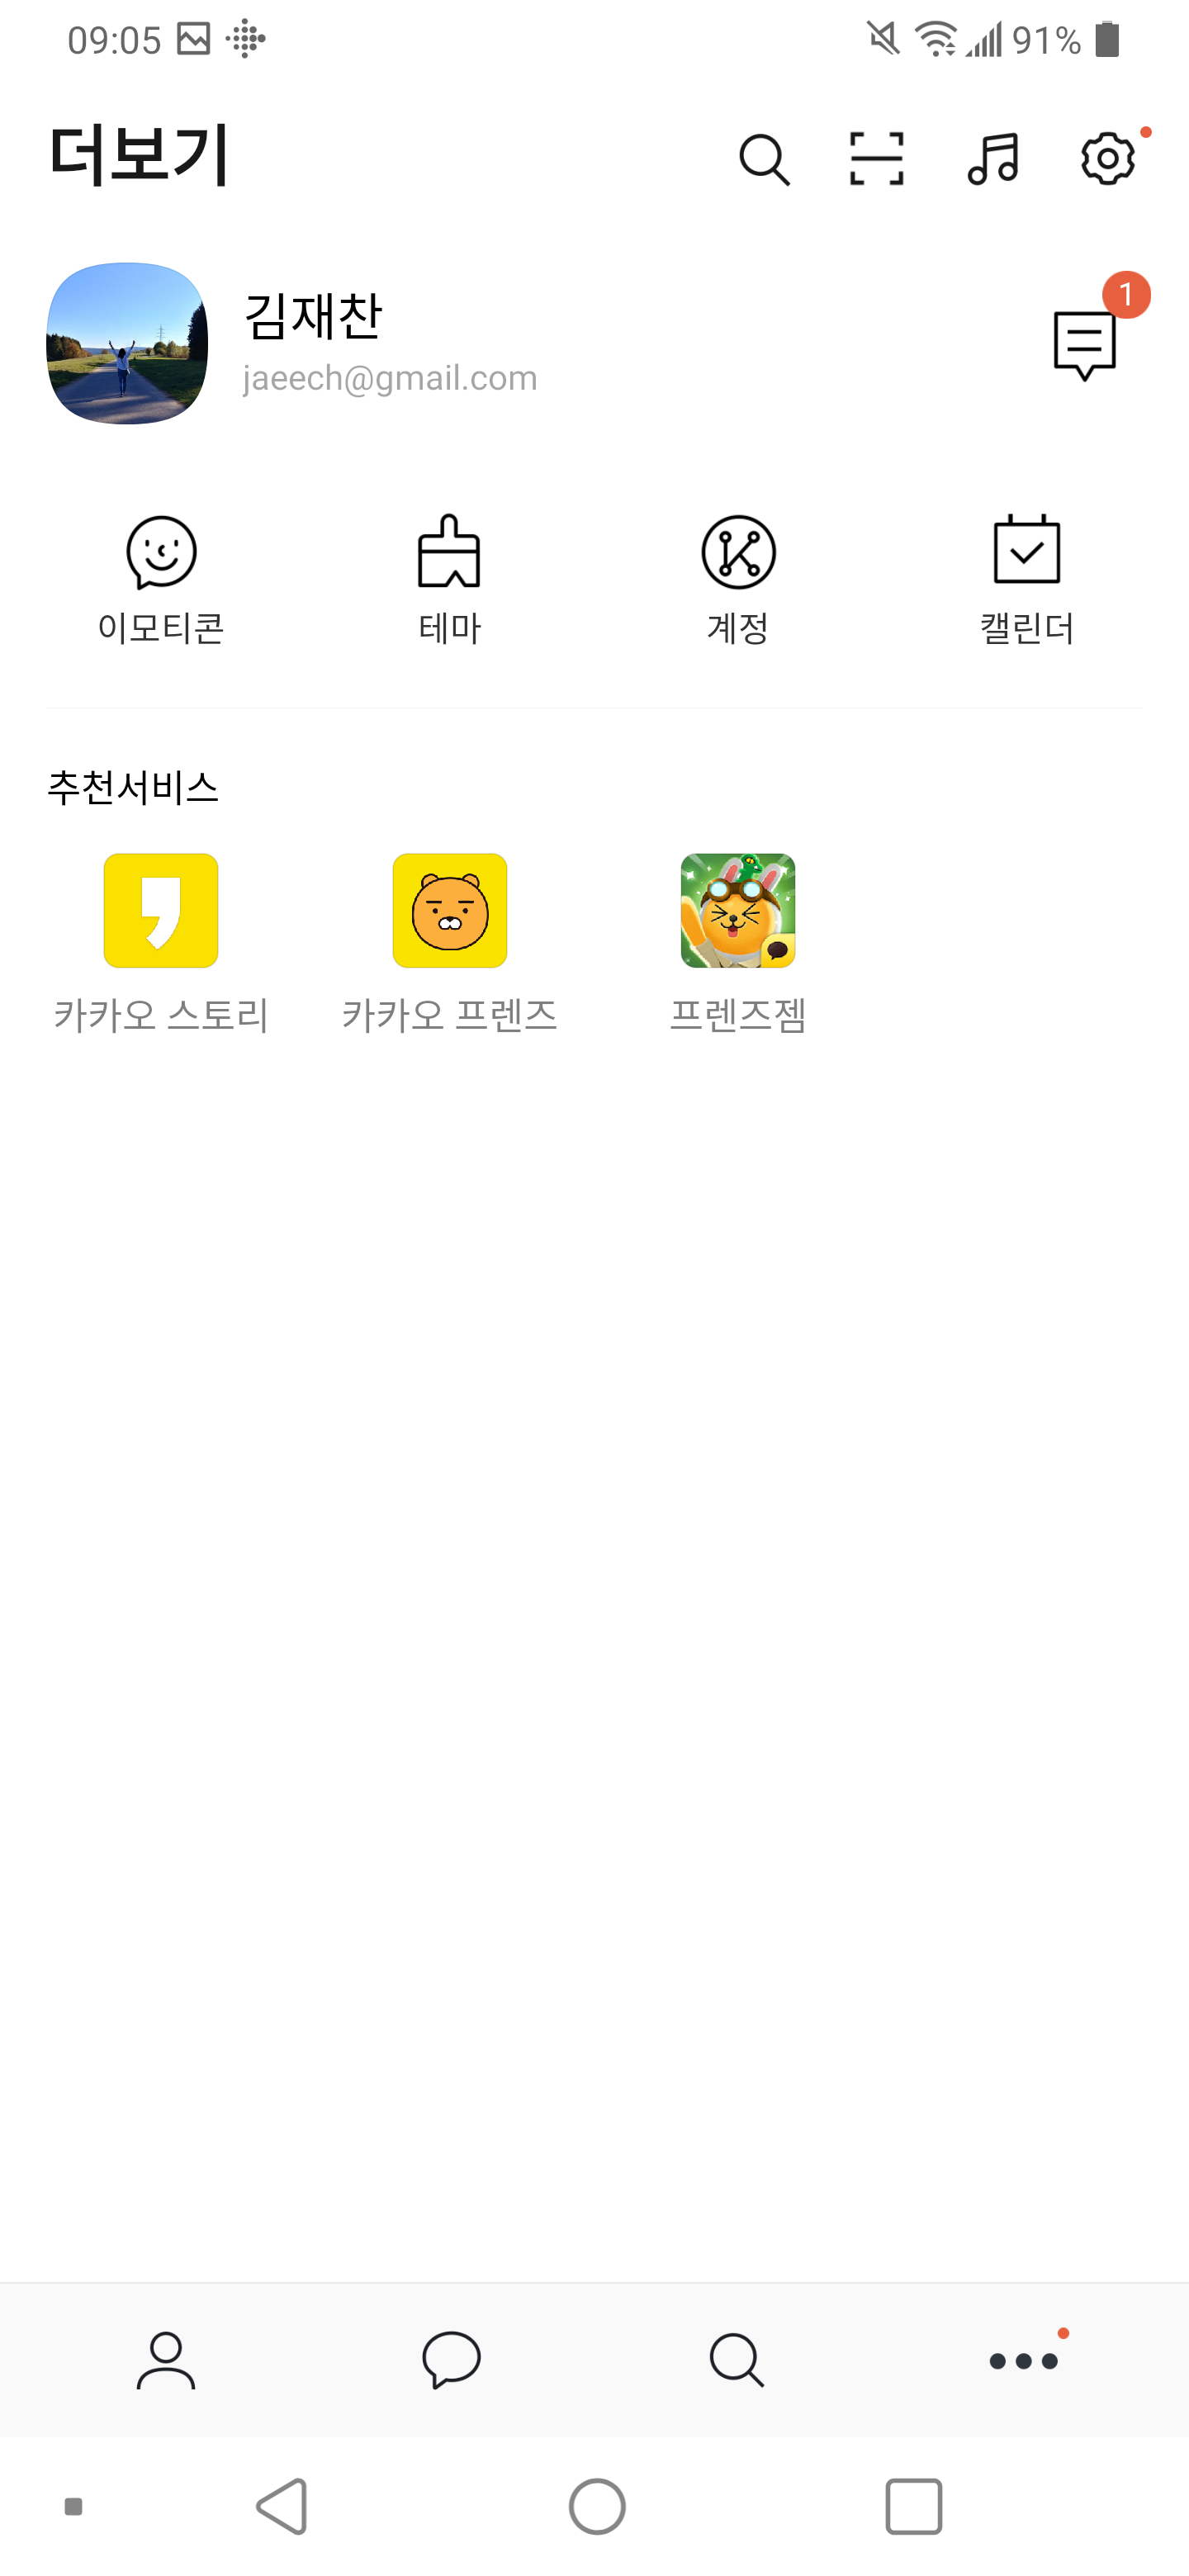 09:05 91%
더보기
김재찬
jaeech@gmail.com
1
이모티콘 테마 계정 캘린더
추천서비스
카카오 스토리 카카오 프렌즈 프렌즈젬